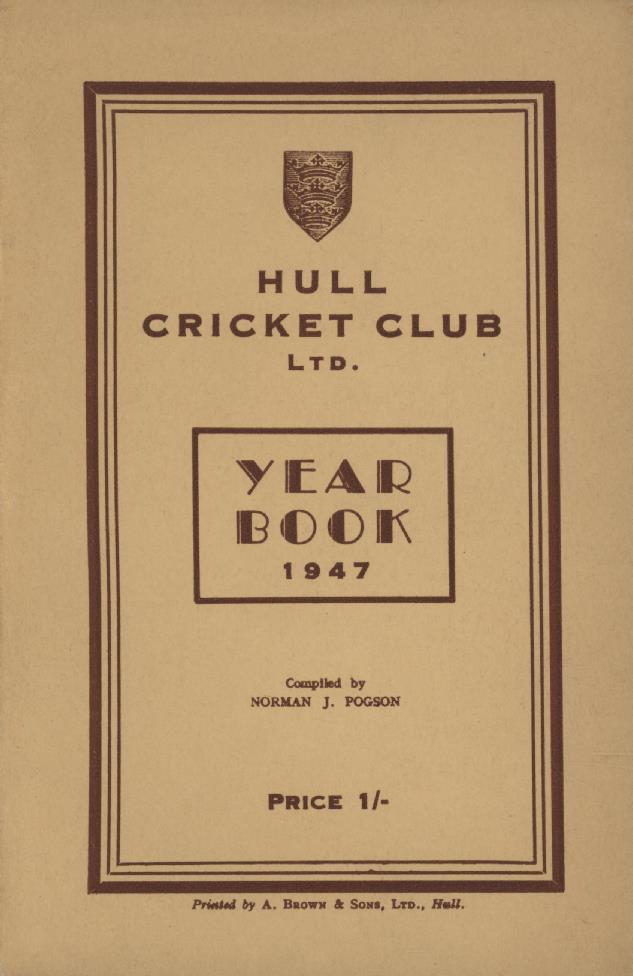 HULL
CRICKET CLUB
LTD.
YEAR
BOOK
1947
Compiled by
NORMAN J. POGSON
PRICE 1/-
Printed by A. BROWN & SONS, LTD., Hull.